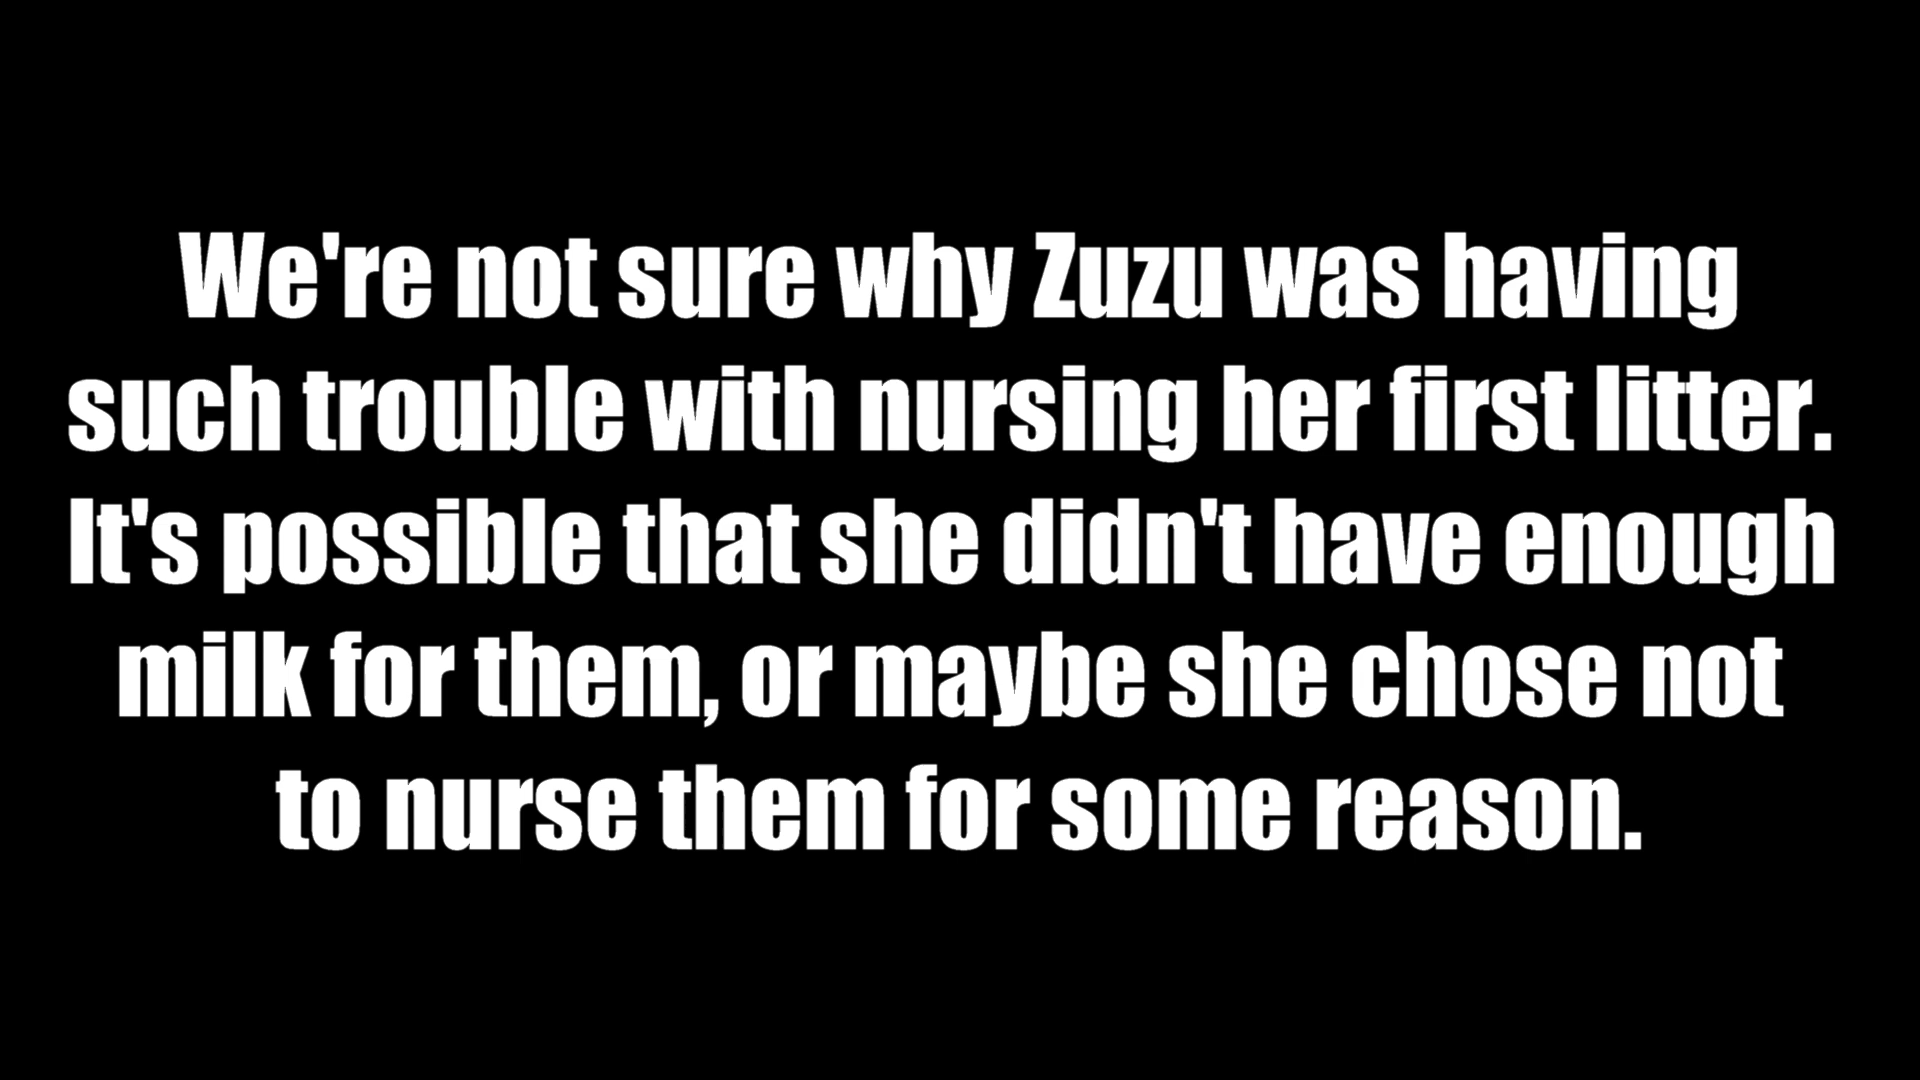 We're not sure why Zuzu was having
such trouble with nursing her first litter.
It's possible that she didn't have enough
milk for them, or maybe she chose not
to nurse them for some reason.